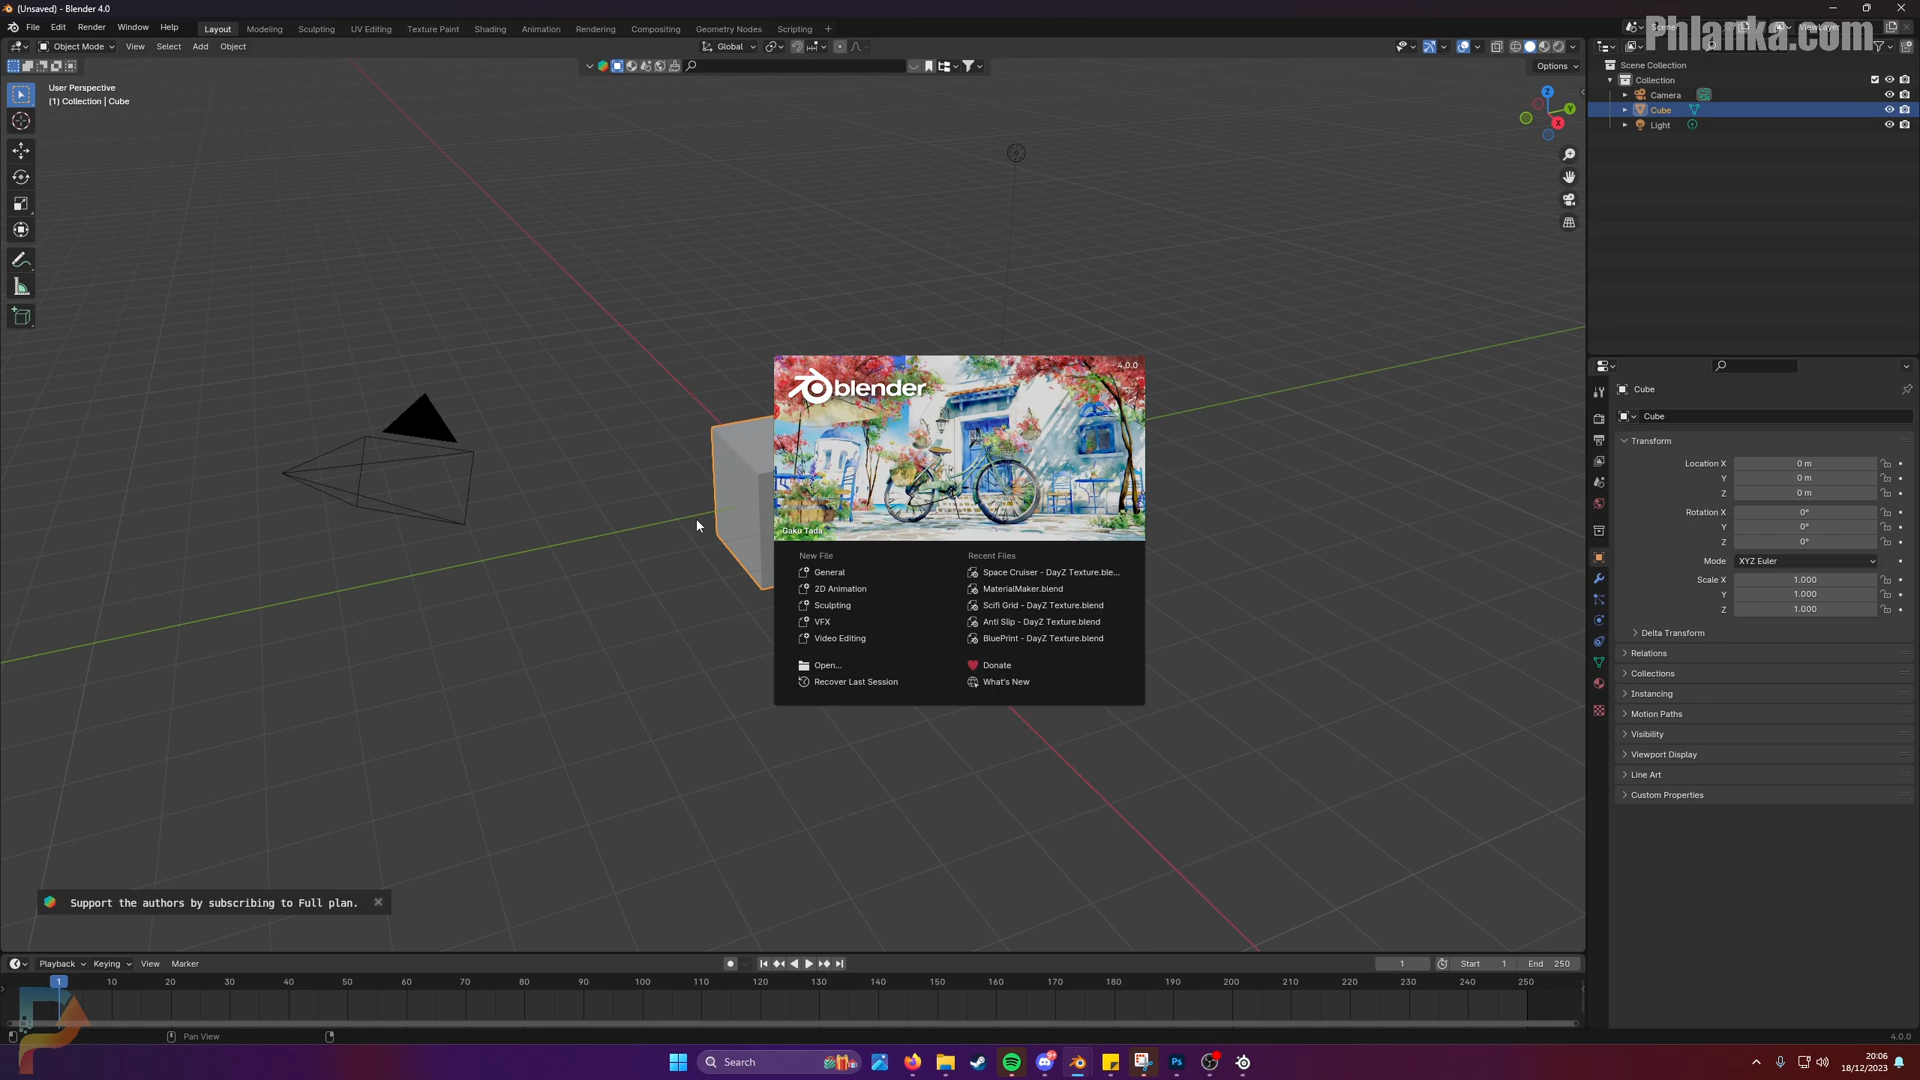 (Unsaved) - Blender 4.0
File Edit Render Window Help Layout Modeling Sculpting UV Editing Texture Paint Shading Animation Rendering Compositing Geometry Nodes Scripting +
Phlanka.com
Object Mode View Select Add Object Global
Options
User Perspective
(1) Collection | Cube
Z
Y
X
Scene Collection
Collection
Camera
Cube
Light
4.0.0
blender
Gaku Tada
New File
General
2D Animation
Sculpting
VFX
Video Editing
Open...
Recover Last Session
Recent Files
Space Cruiser - DayZ Texture.ble...
MaterialMaker.blend
Scifi Grid - DayZ Texture.blend
Anti Slip - DayZ Texture.blend
BluePrint - DayZ Texture.blend
Donate
What's New
Cube
Cube
Transform
Location X 0 m
Y 0 m
Z 0 m
Rotation X 0°
Y 0°
Z 0°
Mode XYZ Euler
Scale X 1.000
Y 1.000
Z 1.000
Delta Transform
Relations
Collections
Instancing
Motion Paths
Visibility
Viewport Display
Line Art
Custom Properties
Support the authors by subscribing to Full plan.
Playback Keying View Marker 1 Start 1 End 250
1 10 20 30 40 50 60 70 80 90 100 110 120 130 140 150 160 170 180 190 200 210 220 230 240 250
Pan View
4.0.0
Search
Ps
20:06
18/12/2023